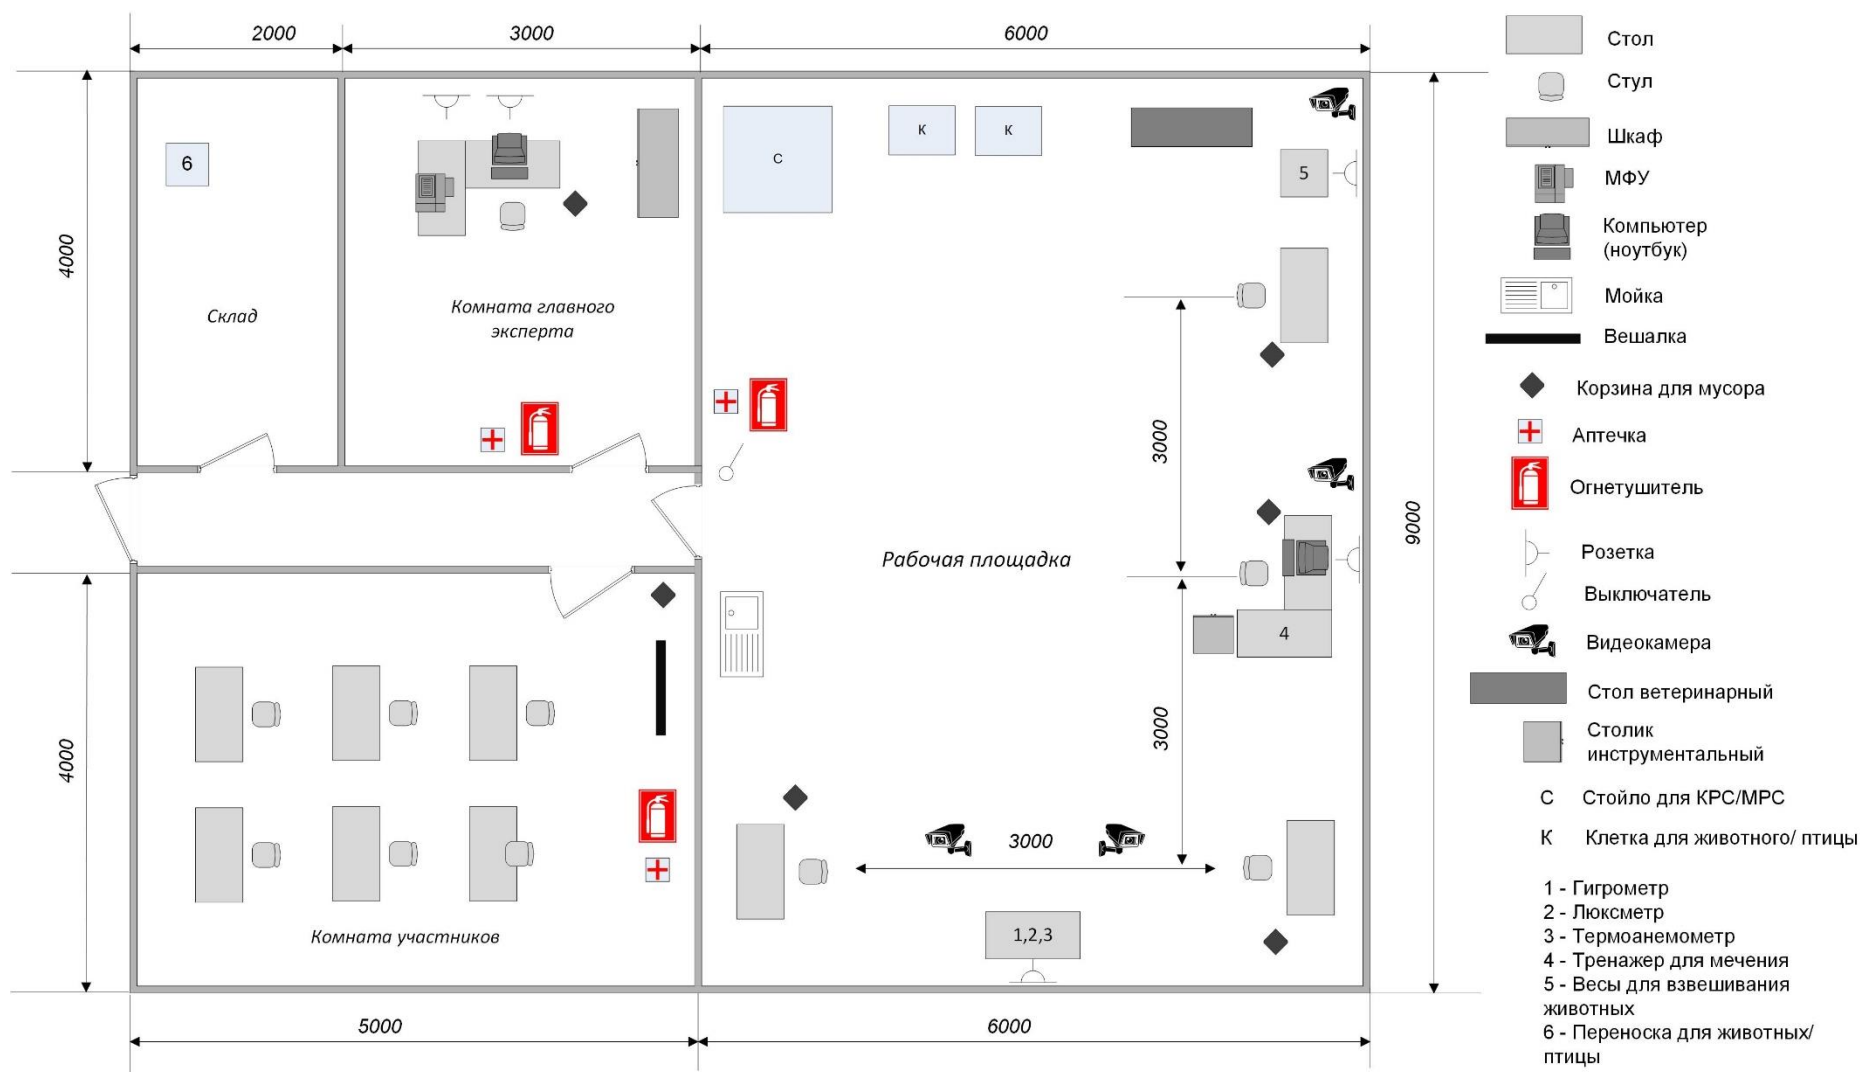 2000
3000
6000
4000
6
Склад
Комната главного
эксперта
С
К
К
5
3000
9000
Рабочая площадка
4
3000
4000
3000
1,2,3
Комната участников
5000
6000
Стол
Стул
Шкаф
МФУ
Компьютер
(ноутбук)
Мойка
Вешалка
Корзина для мусора
Аптечка
Огнетушитель
Розетка
Выключатель
Видеокамера
Стол ветеринарный
Столик
инструментальный
С Стойло для КРС/МРС
К Клетка для животного/ птицы
1 - Гигрометр
2 - Люксметр
3 - Термоанемометр
4 - Тренажер для мечения
5 - Весы для взвешивания
животных
6 - Переноска для животных/
птицы